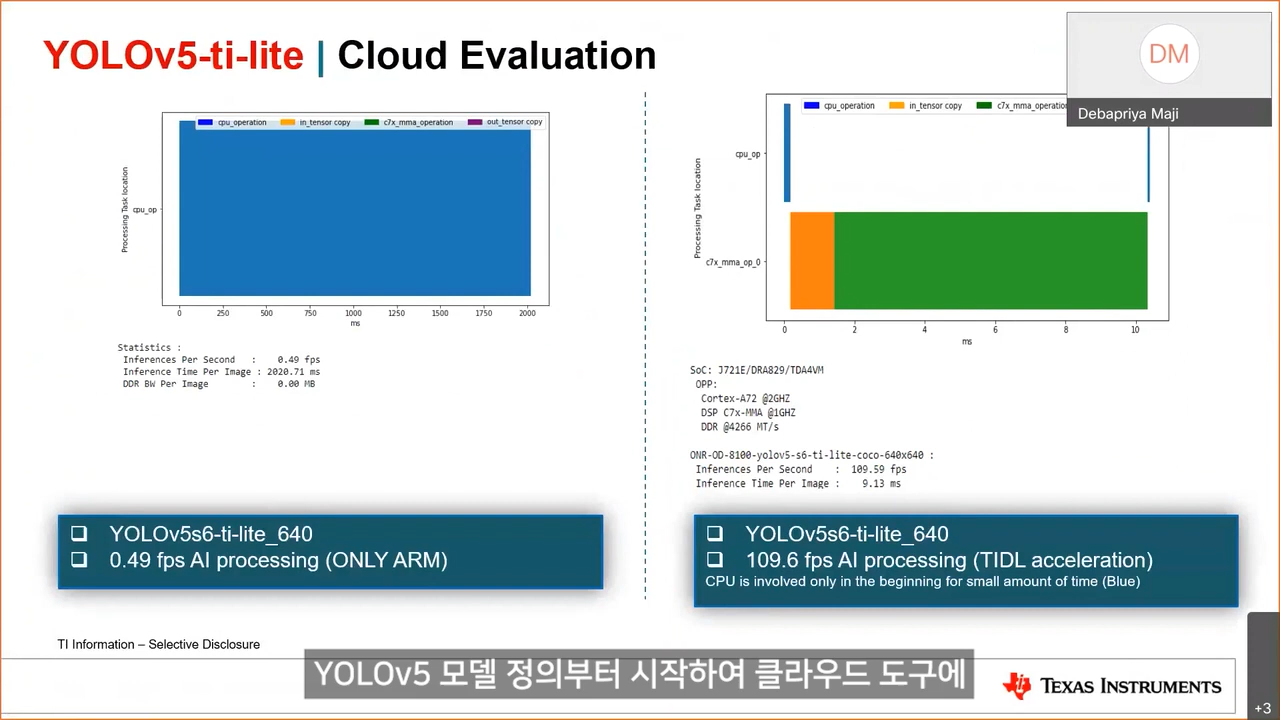 YOLOv5-ti-lite | Cloud Evaluation
DM
Debapriya Maji
cpu_operation in_tensor copy c7x_mma_operation out_tensor copy
Processing Task location
cpu_op
0 250 500 750 1000 1250 1500 1750 2000
ms
Statistics :
Inferences Per Second : 0.49 fps
Inference Time Per Image : 2020.71 ms
DDR BW Per Image : 0.00 MB
YOLOv5s6-ti-lite_640
0.49 fps AI processing (ONLY ARM)
cpu_operation in_tensor copy c7x_mma_operation
Processing Task location
cpu_op
c7x_mma_op_0
0 2 4 6 8 10
ms
SoC: J721E/DRA829/TDA4VM
OPP:
Cortex-A72 @2GHZ
DSP C7x-MMA @1GHZ
DDR @4266 MT/s
ONR-OD-8100-yolov5-s6-ti-lite-coco-640x640 :
Inferences Per Second : 109.59 fps
Inference Time Per Image : 9.13 ms
YOLOv5s6-ti-lite_640
109.6 fps AI processing (TIDL acceleration)
CPU is involved only in the beginning for small amount of time (Blue)
TI Information – Selective Disclosure
YOLOv5 모델 정의부터 시작하여 클라우드 도구에
TEXAS INSTRUMENTS
+3